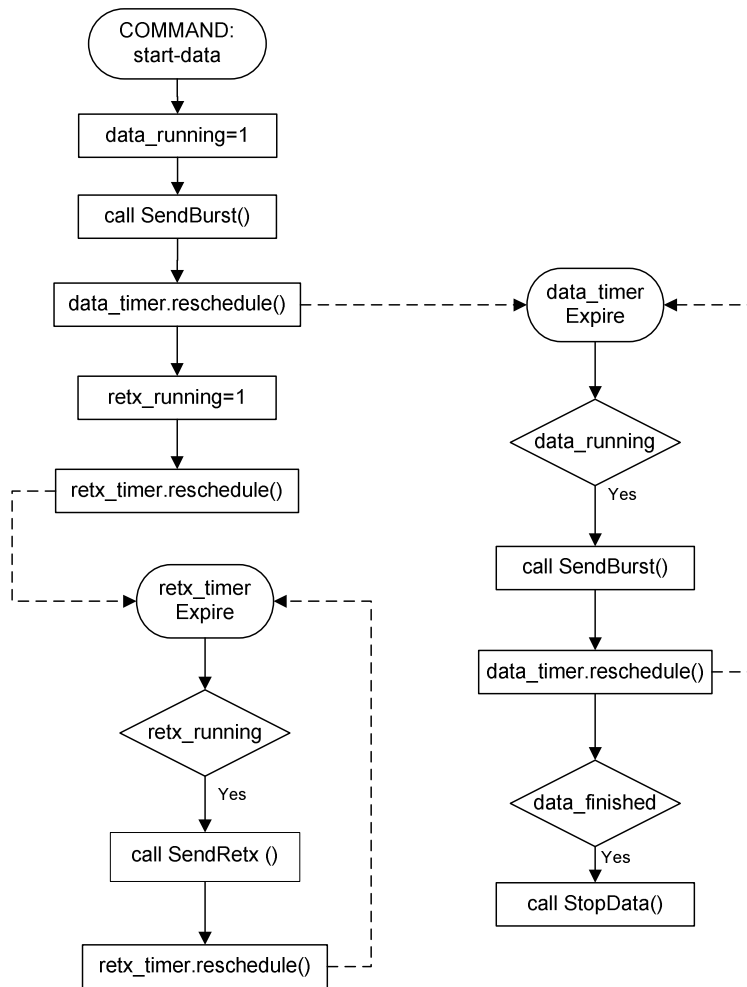 COMMAND:
start-data
data_running=1
call SendBurst()
data_timer.reschedule()
retx_running=1
retx_timer.reschedule()
retx_timer
Expire
retx_running
Yes
call SendRetx ()
retx_timer.reschedule()
data_timer
Expire
data_running
Yes
call SendBurst()
data_timer.reschedule()
data_finished
Yes
call StopData()